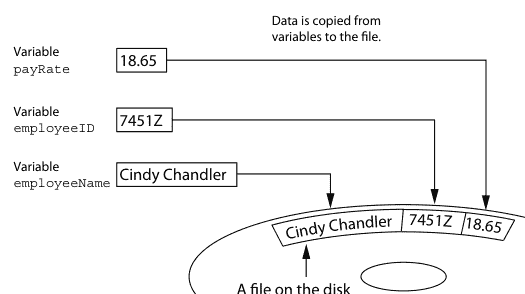 Data is copied from
variables to the file.
Variable
payRate
18.65
Variable
employeeID
7451Z
Variable
employeeName
Cindy Chandler
Cindy Chandler 7451Z 18.65
A file on the disk